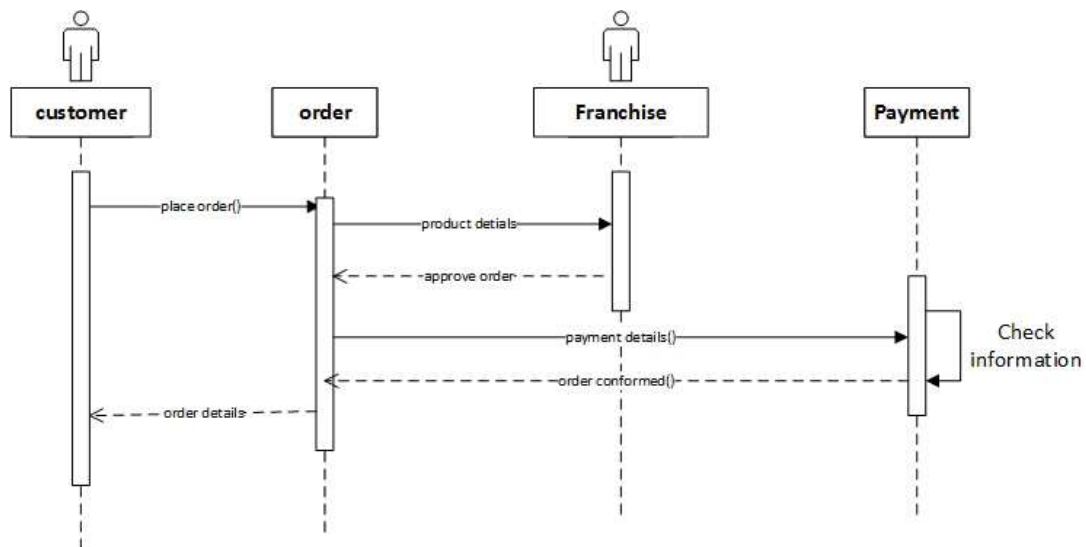 customer
order
Franchise
Payment
place order()
product detials
approve order
payment details()
Check
information
order conformed()
order details